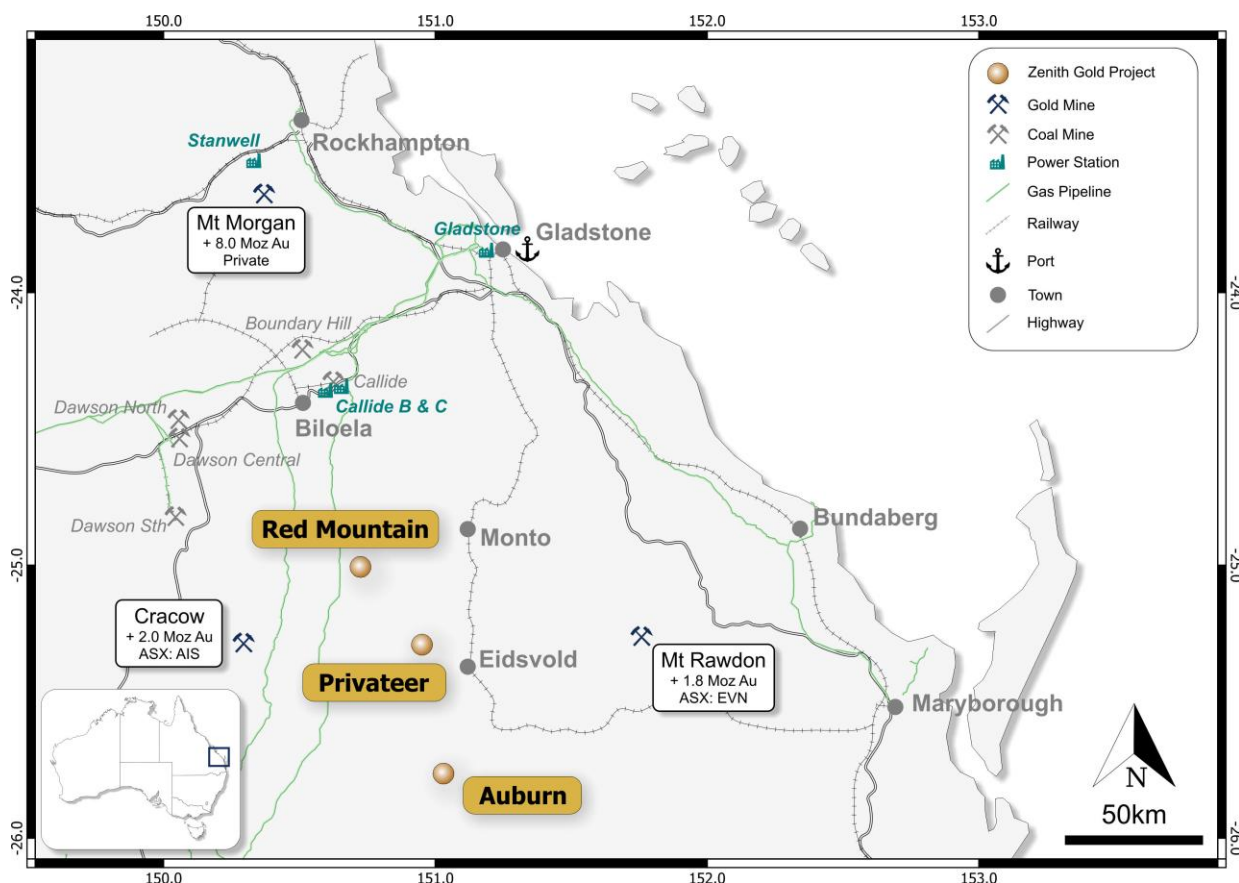 150.0
151.0
152.0
153.0
Zenith Gold Project
Gold Mine
Coal Mine
Power Station
Gas Pipeline
Railway
Port
Town
Highway
Rockhampton
Stanwell
Mt Morgan
+ 8.0 Moz Au
Private
Gladstone
Gladstone
-24.0
-24.0
Boundary Hill
Callide
Callide B & C
Biloela
Dawson North
Dawson Central
Dawson Sth
Red Mountain
Monto
Bundaberg
-25.0
-25.0
Cracow
+ 2.0 Moz Au
ASX: AIS
Privateer
Eidsvold
Mt Rawdon
+ 1.8 Moz Au
ASX: EVN
Maryborough
Auburn
N
50km
-26.0
-26.0
150.0
151.0
152.0
153.0